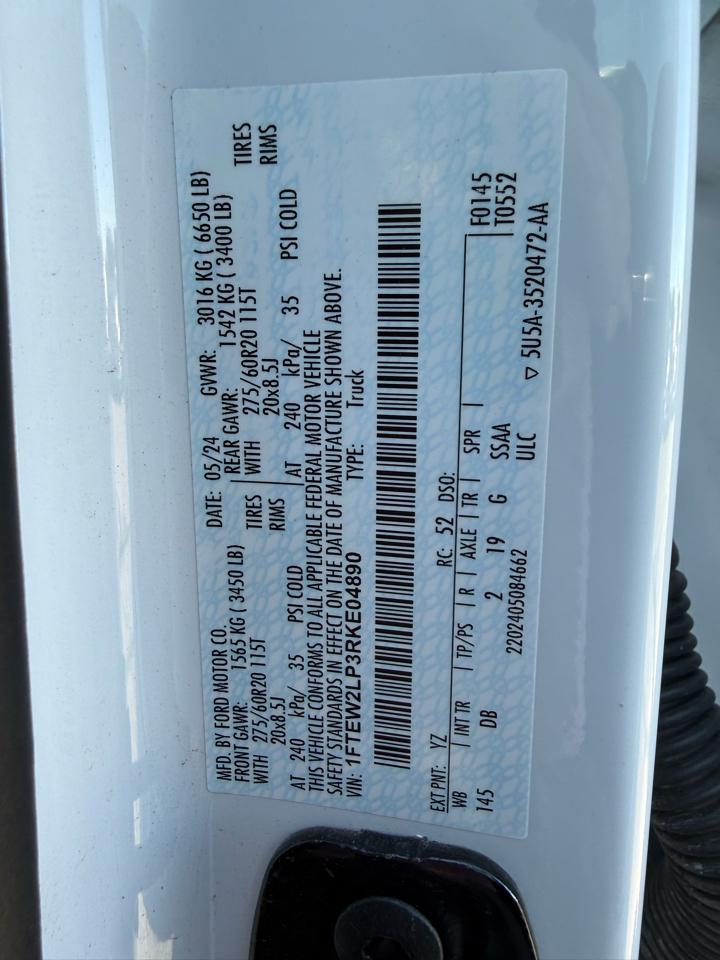 MFD. BY FORD MOTOR CO.
DATE: 05/24 GVWR: 3016 KG ( 6650 LB)
FRONT GAWR: 1565 KG ( 3450 LB) REAR GAWR: 1542 KG ( 3400 LB)
WITH 275/60R20 115T TIRES WITH 275/60R20 115T TIRES
20x8.5J RIMS 20x8.5J RIMS
AT 240 kPa/ 35 PSI COLD AT 240 kPa/ 35 PSI COLD
THIS VEHICLE CONFORMS TO ALL APPLICABLE FEDERAL MOTOR VEHICLE
SAFETY STANDARDS IN EFFECT ON THE DATE OF MANUFACTURE SHOWN ABOVE.
VIN: 1FTEW2LP3RKE04890 TYPE: Truck
EXT PNT: YZ RC: 52 DSO: F0145
WB | INT TR | TP/PS | R | AXLE | TR | SPR | T0552
145 DB 2 19 G SSAA
2202405084662 ULC ▽ 5U5A-3520472-AA